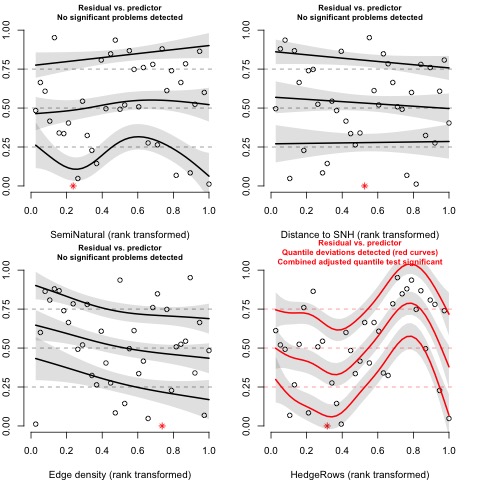 Residual vs. predictor
No significant problems detected
0.00 0.25 0.50 0.75 1.00
0.0 0.2 0.4 0.6 0.8 1.0
SemiNatural (rank transformed)
Residual vs. predictor
No significant problems detected
0.00 0.25 0.50 0.75 1.00
0.0 0.2 0.4 0.6 0.8 1.0
Distance to SNH (rank transformed)
Residual vs. predictor
No significant problems detected
0.00 0.25 0.50 0.75 1.00
0.0 0.2 0.4 0.6 0.8 1.0
Edge density (rank transformed)
Residual vs. predictor
Quantile deviations detected (red curves)
Combined adjusted quantile test significant
0.00 0.25 0.50 0.75 1.00
0.0 0.2 0.4 0.6 0.8 1.0
HedgeRows (rank transformed)